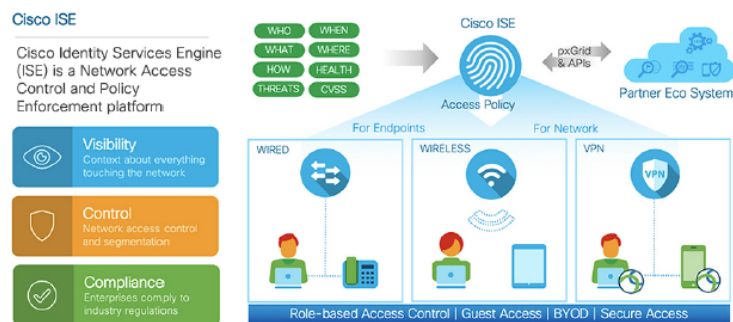 Cisco ISE
Cisco Identity Services Engine
(ISE) is a Network Access
Control and Policy
Enforcement platform
Visibility
Context about everything
touching the network
Control
Network access control
and segmentation
Compliance
Enterprises comply to
industry regulations
WHO
WHEN
WHAT
WHERE
HOW
HEALTH
THREATS
CVSS
Cisco ISE
Access Policy
pxGrid
& APIs
Partner Eco System
For Endpoints
For Network
WIRED
WIRELESS
VPN
VPN
Role-based Access Control | Guest Access | BYOD | Secure Access